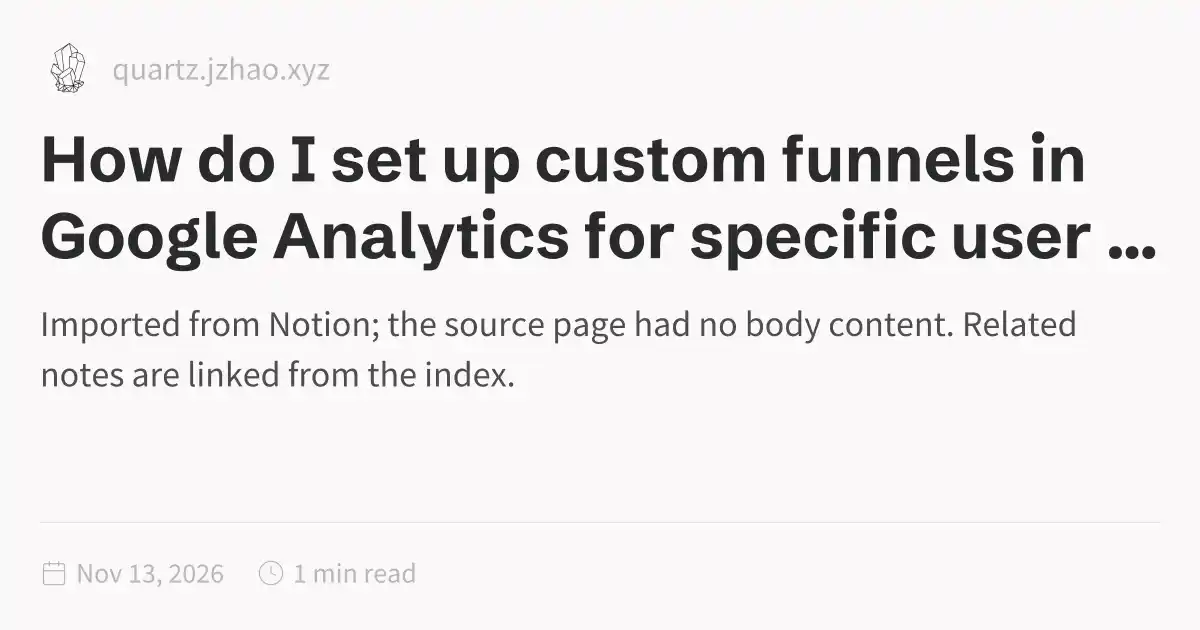 quartz.jzhao.xyz
How do I set up custom funnels in
Google Analytics for specific user ...
Imported from Notion; the source page had no body content. Related
notes are linked from the index.
Nov 13, 2026
1 min read